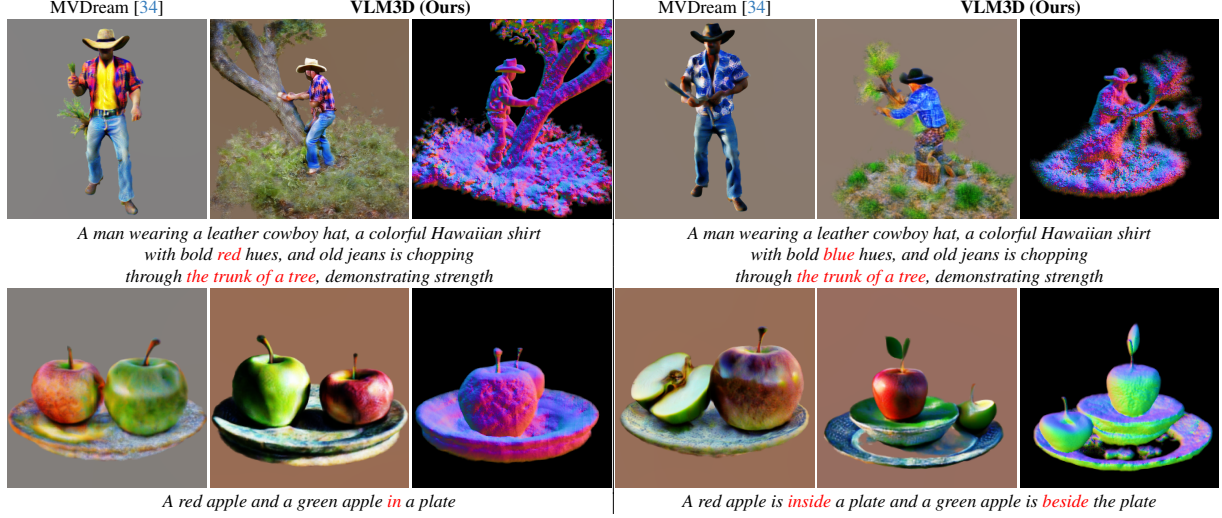 MVDream [34]
VLM3D (Ours)
MVDream [34]
VLM3D (Ours)
A man wearing a leather cowboy hat, a colorful Hawaiian shirt
with bold red hues, and old jeans is chopping
through the trunk of a tree, demonstrating strength
A man wearing a leather cowboy hat, a colorful Hawaiian shirt
with bold blue hues, and old jeans is chopping
through the trunk of a tree, demonstrating strength
A red apple and a green apple in a plate
A red apple is inside a plate and a green apple is beside the plate